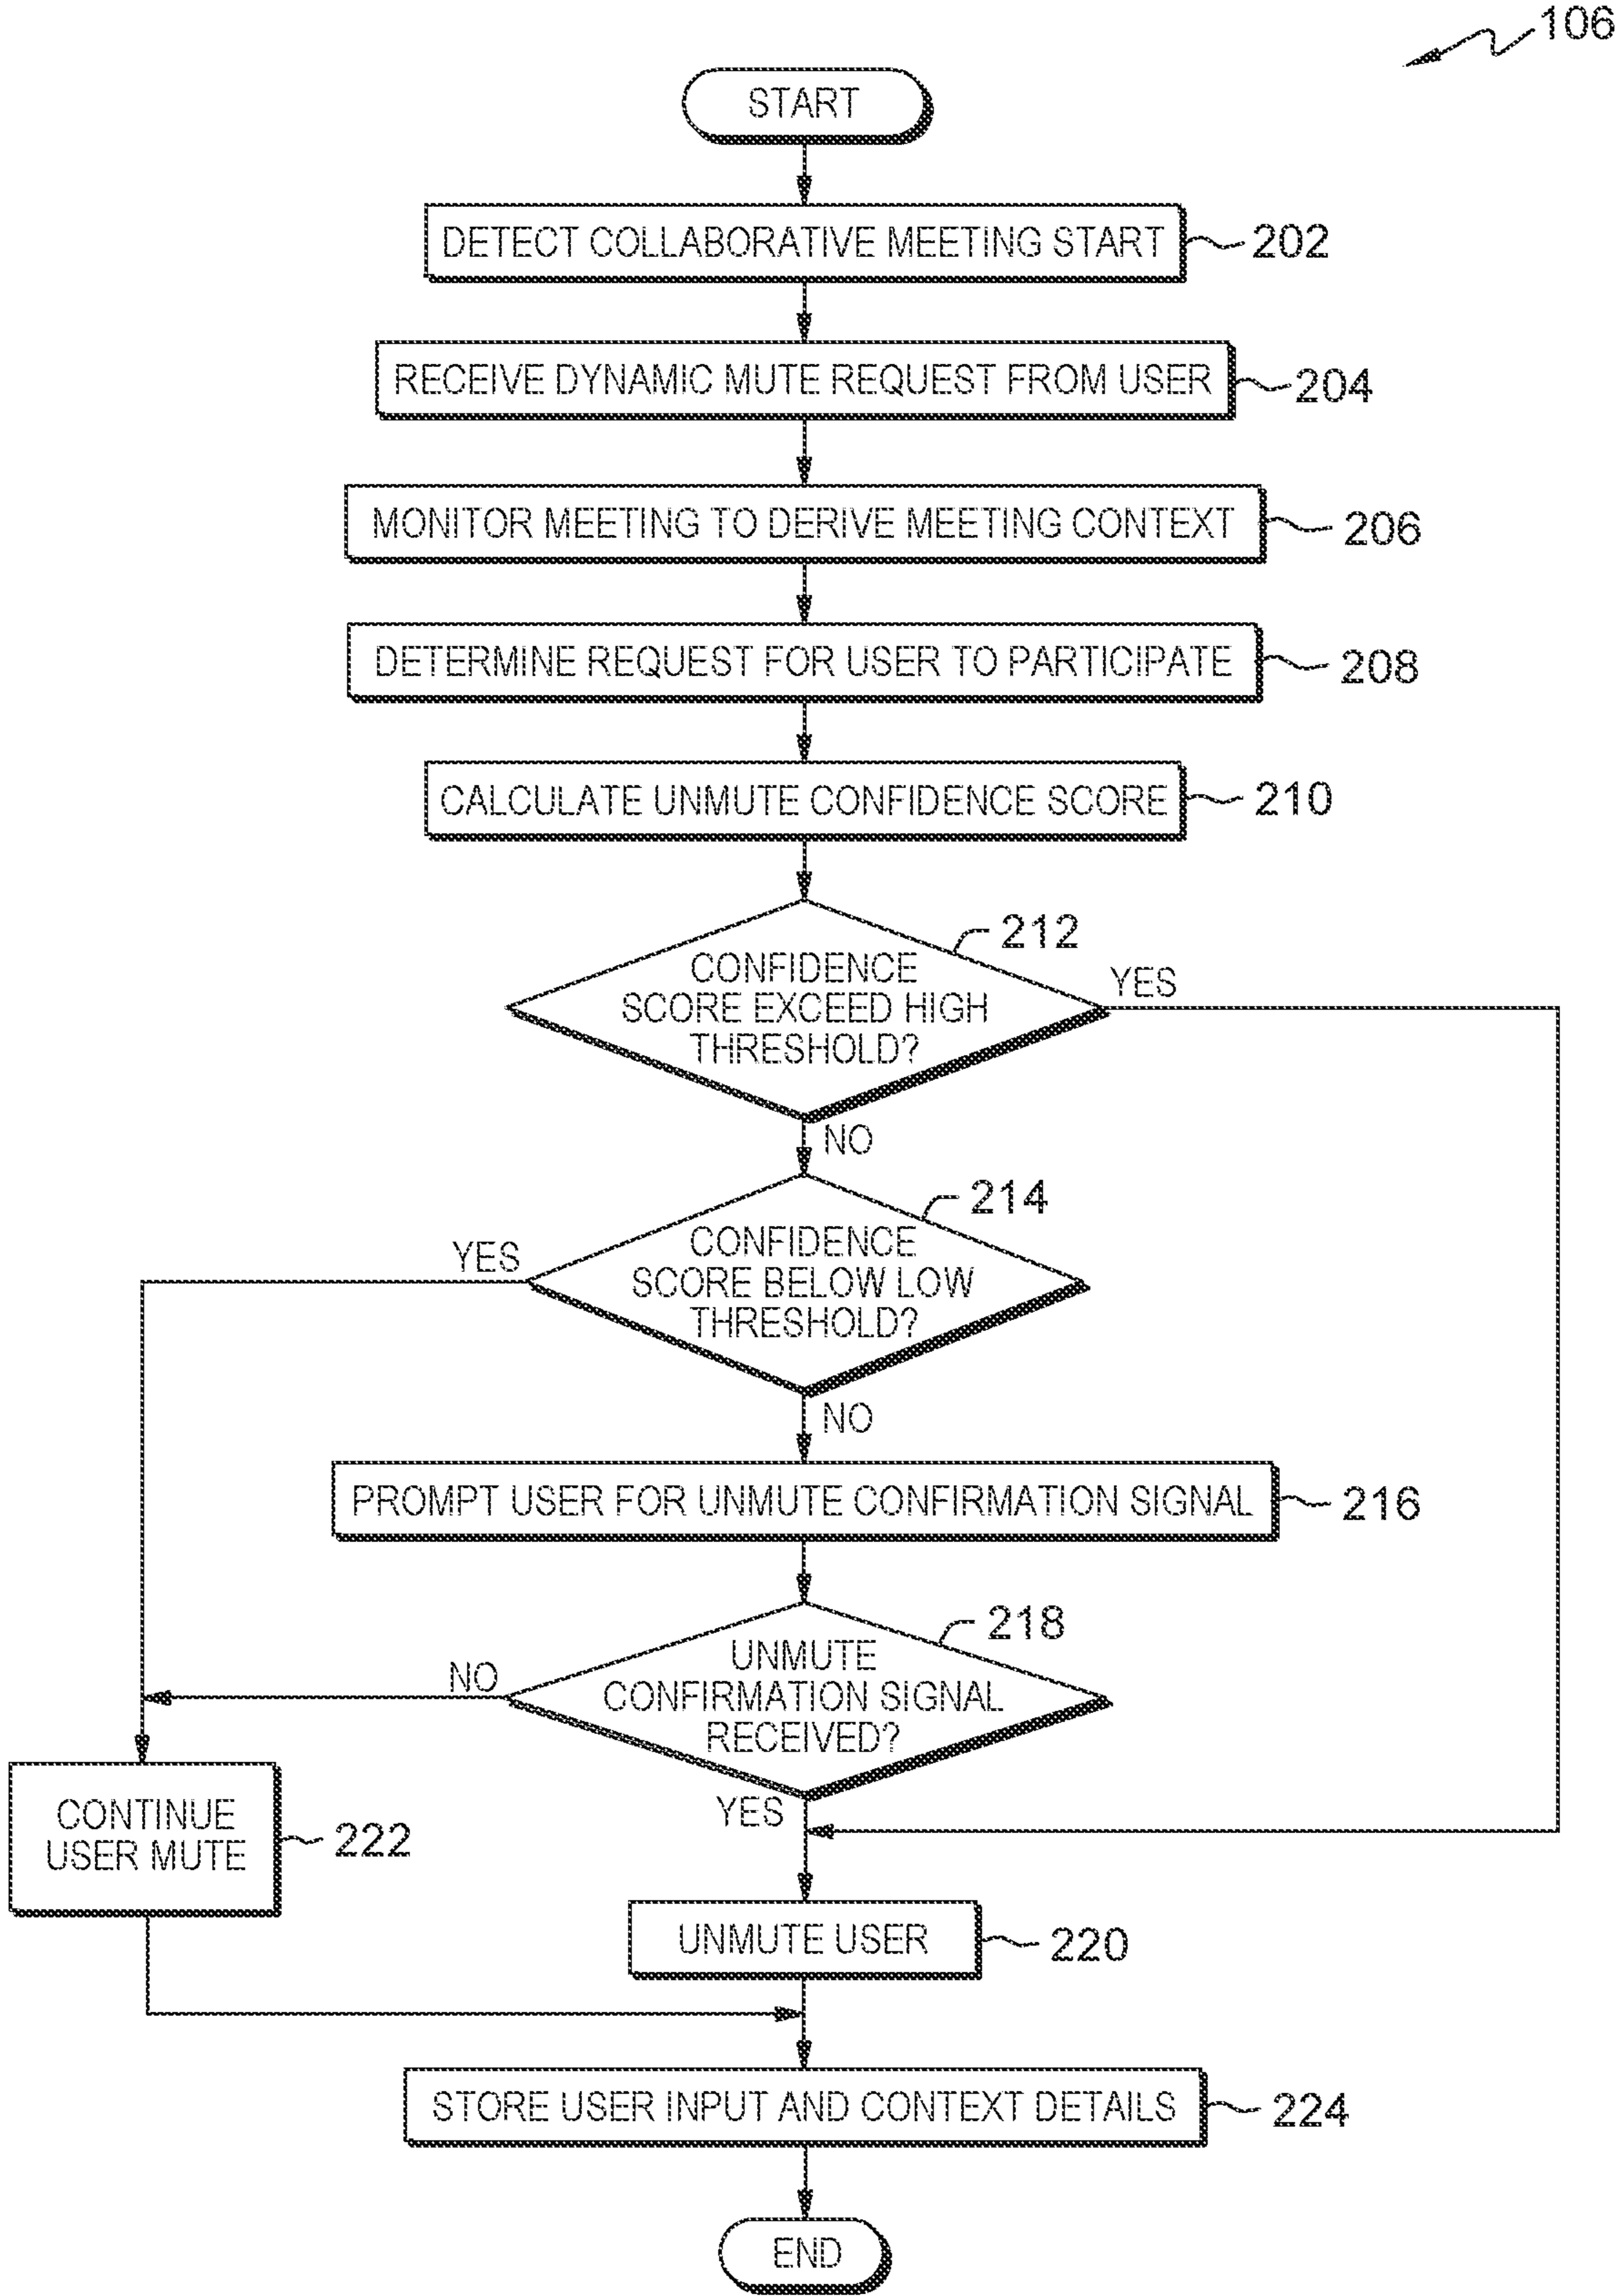 106
START
DETECT COLLABORATIVE MEETING START
202
RECEIVE DYNAMIC MUTE REQUEST FROM USER
204
MONITOR MEETING TO DERIVE MEETING CONTEXT
206
DETERMINE REQUEST FOR USER TO PARTICIPATE
208
CALCULATE UNMUTE CONFIDENCE SCORE
210
212
CONFIDENCE
SCORE EXCEED HIGH
THRESHOLD?
YES
NO
214
CONFIDENCE
SCORE BELOW LOW
THRESHOLD?
YES
NO
PROMPT USER FOR UNMUTE CONFIRMATION SIGNAL
216
218
UNMUTE
CONFIRMATION SIGNAL
RECEIVED?
NO
YES
CONTINUE
USER MUTE
222
UNMUTE USER
220
STORE USER INPUT AND CONTEXT DETAILS
224
END